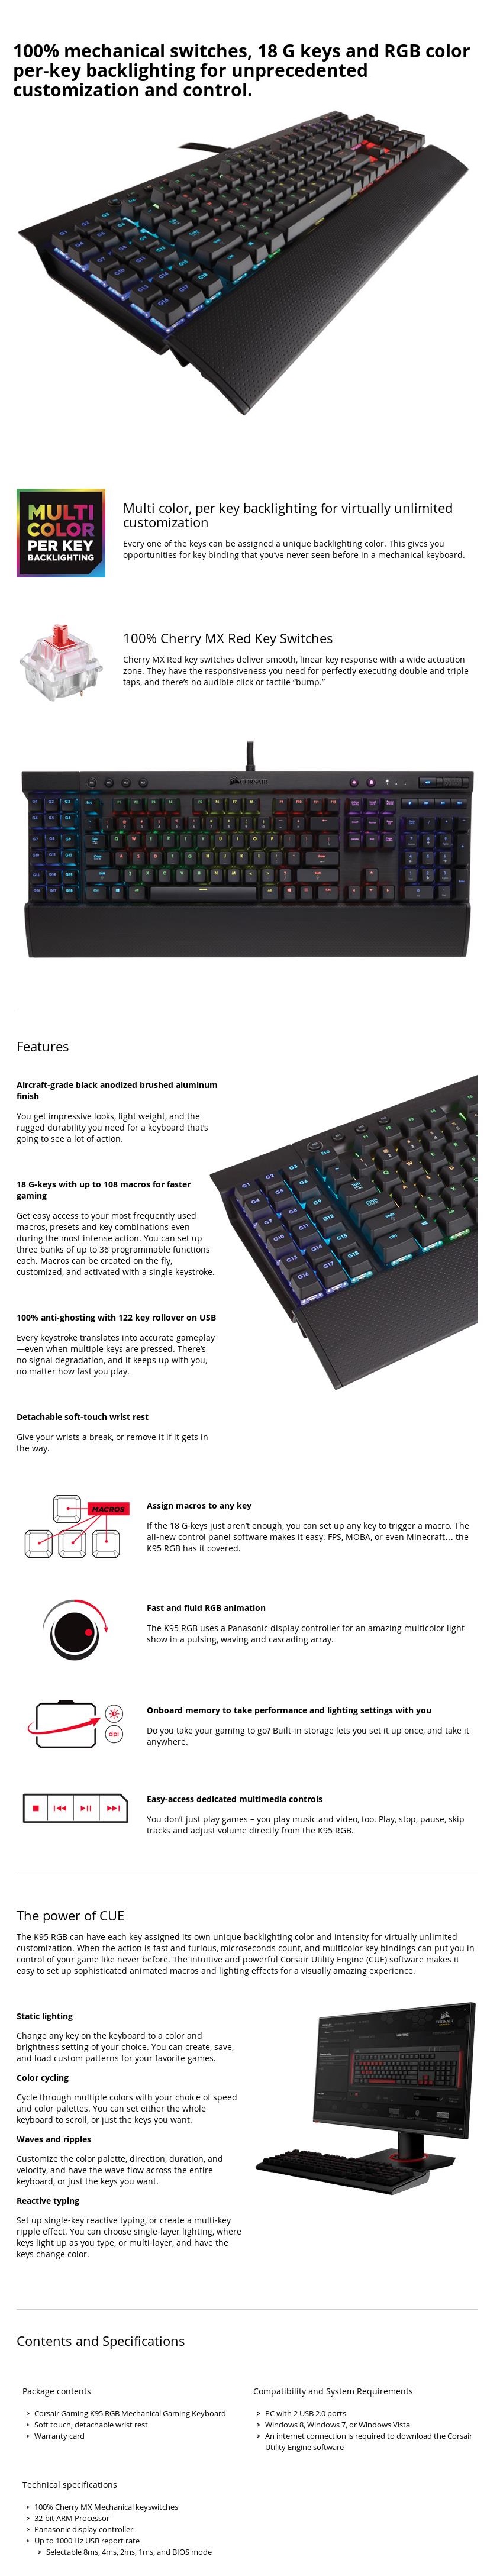 100% mechanical switches, 18 G keys and RGB color
per-key backlighting for unprecedented
customization and control.
MULTI
COLOR
PER KEY
BACKLIGHTING
Multi color, per key backlighting for virtually unlimited
customization
Every one of the keys can be assigned a unique backlighting color. This gives you
opportunities for key binding that you've never seen before in a mechanical keyboard.
100% Cherry MX Red Key Switches
Cherry MX Red key switches deliver smooth, linear key response with a wide actuation
zone. They have the responsiveness you need for perfectly executing double and triple
taps, and there's no audible click or tactile “bump.”
CORSAIR
Features
Aircraft-grade black anodized brushed aluminum
finish
You get impressive looks, light weight, and the
rugged durability you need for a keyboard that's
going to see a lot of action.
18 G-keys with up to 108 macros for faster
gaming
Get easy access to your most frequently used
macros, presets and key combinations even
during the most intense action. You can set up
three banks of up to 36 programmable functions
each. Macros can be created on the fly,
customized, and activated with a single keystroke.
100% anti-ghosting with 122 key rollover on USB
Every keystroke translates into accurate gameplay
—even when multiple keys are pressed. There's
no signal degradation, and it keeps up with you,
no matter how fast you play.
Detachable soft-touch wrist rest
Give your wrists a break, or remove it if it gets in
the way.
MACROS
Assign macros to any key
If the 18 G-keys just aren't enough, you can set up any key to trigger a macro. The
all-new control panel software makes it easy. FPS, MOBA, or even Minecraft… the
K95 RGB has it covered.
Fast and fluid RGB animation
The K95 RGB uses a Panasonic display controller for an amazing multicolor light
show in a pulsing, waving and cascading array.
dpi
Onboard memory to take performance and lighting settings with you
Do you take your gaming to go? Built-in storage lets you set it up once, and take it
anywhere.
Easy-access dedicated multimedia controls
You don't just play games – you play music and video, too. Play, stop, pause, skip
tracks and adjust volume directly from the K95 RGB.
The power of CUE
The K95 RGB can have each key assigned its own unique backlighting color and intensity for virtually unlimited
customization. When the action is fast and furious, microseconds count, and multicolor key bindings can put you in
control of your game like never before. The intuitive and powerful Corsair Utility Engine (CUE) software makes it
easy to set up sophisticated animated macros and lighting effects for a visually amazing experience.
Static lighting
Change any key on the keyboard to a color and
brightness setting of your choice. You can create, save,
and load custom patterns for your favorite games.
Color cycling
Cycle through multiple colors with your choice of speed
and color palettes. You can set either the whole
keyboard to scroll, or just the keys you want.
Waves and ripples
Customize the color palette, direction, duration, and
velocity, and have the wave flow across the entire
keyboard, or just the keys you want.
Reactive typing
Set up single-key reactive typing, or create a multi-key
ripple effect. You can choose single-layer lighting, where
keys light up as you type, or multi-layer, and have the
keys change color.
Contents and Specifications
Package contents
Corsair Gaming K95 RGB Mechanical Gaming Keyboard
Soft touch, detachable wrist rest
Warranty card
Compatibility and System Requirements
PC with 2 USB 2.0 ports
Windows 8, Windows 7, or Windows Vista
An internet connection is required to download the Corsair
Utility Engine software
Technical specifications
100% Cherry MX Mechanical keyswitches
32-bit ARM Processor
Panasonic display controller
Up to 1000 Hz USB report rate
Selectable 8ms, 4ms, 2ms, 1ms, and BIOS mode